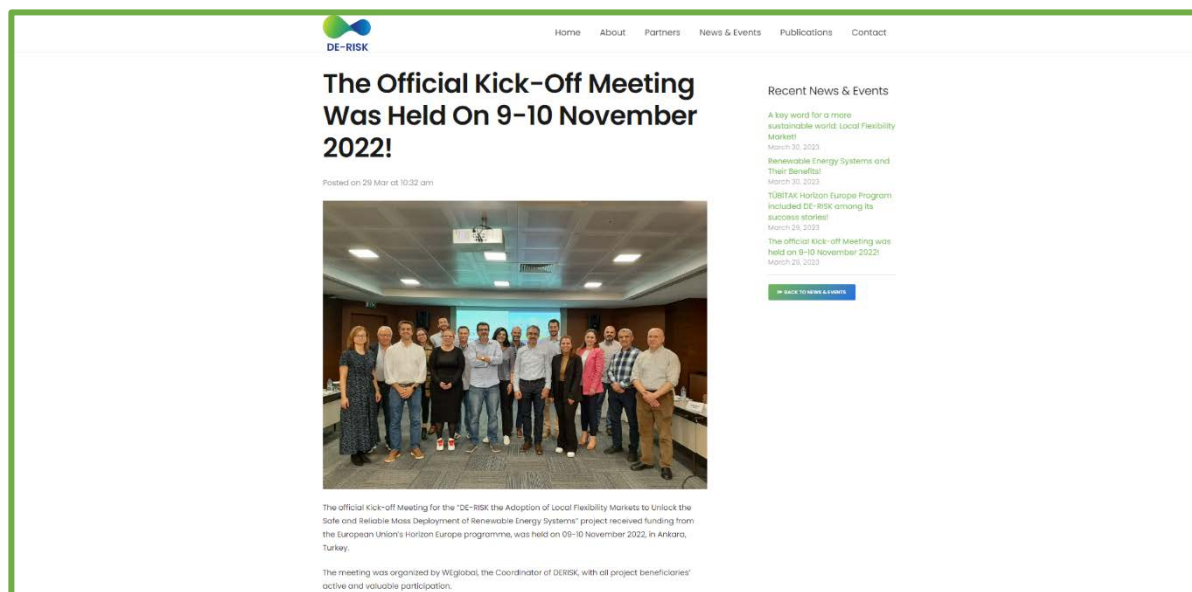 DE-RISK
Home About Partners News & Events Publications Contact
The Official Kick-Off Meeting
Was Held On 9-10 November
2022!
Posted on 29 Mar at 10:32 am
Recent News & Events
A key word for a more
sustainable world: Local Flexibility
Market!
March 30, 2023
Renewable Energy Systems and
Their Benefits!
March 30, 2023
TÜBİTAK Horizon Europe Program
included DE-RISK among its
success stories!
March 29, 2023
The official Kick-off Meeting was
held on 9-10 November 2022!
March 29, 2023
BACK TO NEWS & EVENTS
The official Kick-off Meeting for the "DE-RISK the Adoption of Local Flexibility Markets to Unlock the
Safe and Reliable Mass Deployment of Renewable Energy Systems" project received funding from
the European Union's Horizon Europe programme, was held on 09-10 November 2022, in Ankara,
Turkey.
The meeting was organized by WEglobal, the Coordinator of DERISK, with all project beneficiaries'
active and valuable participation.